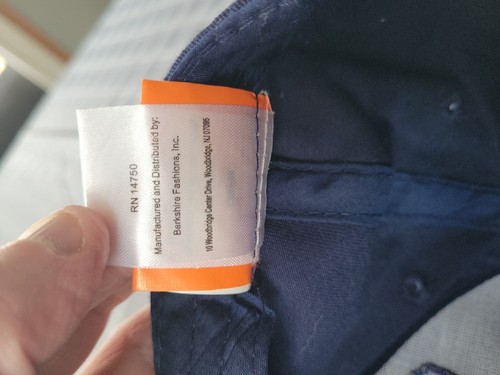 RN 14750
Manufactured and Distributed by:
Berkshire Fashions, Inc.
10 Woodbridge Center Drive, Woodbridge, NJ 07095